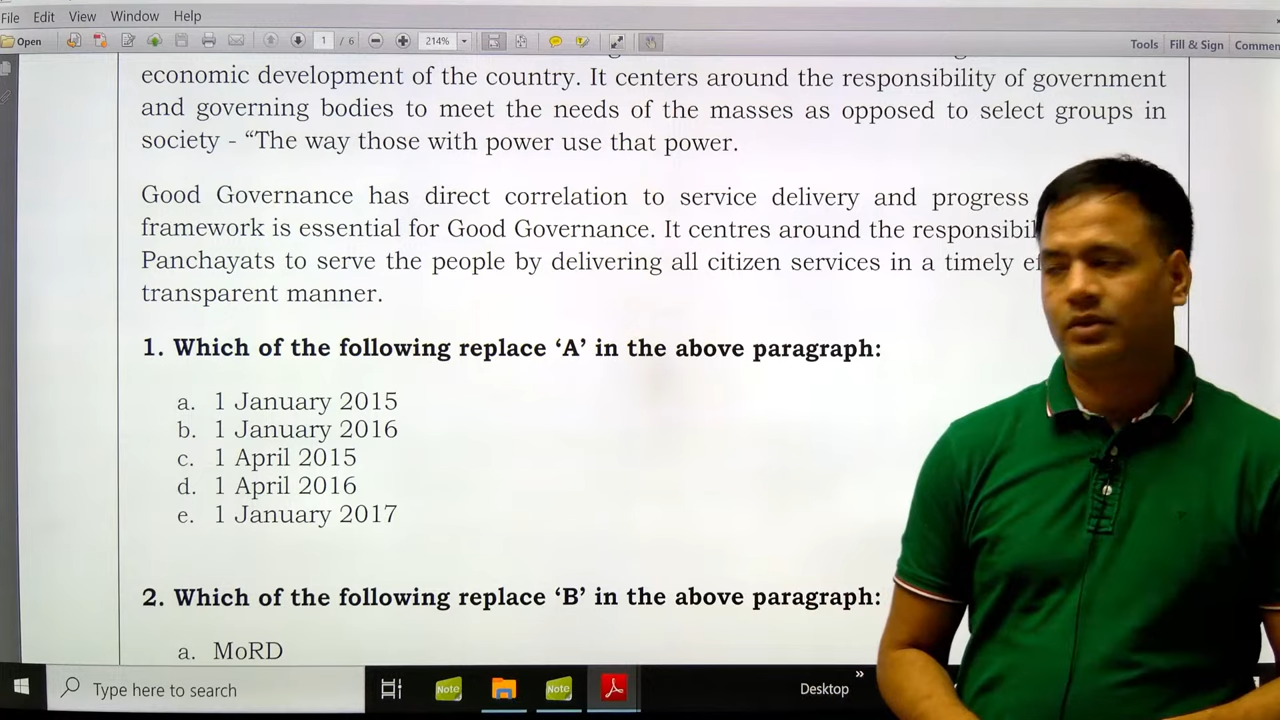 File Edit View Window Help
Open 1 / 6 214% Tools Fill & Sign Commen
economic development of the country. It centers around the responsibility of government
and governing bodies to meet the needs of the masses as opposed to select groups in
society - “The way those with power use that power.
Good Governance has direct correlation to service delivery and progress
framework is essential for Good Governance. It centres around the responsibil
Panchayats to serve the people by delivering all citizen services in a timely
transparent manner.
1. Which of the following replace ‘A’ in the above paragraph:
a. 1 January 2015
b. 1 January 2016
c. 1 April 2015
d. 1 April 2016
e. 1 January 2017
2. Which of the following replace ‘B’ in the above paragraph:
a. MoRD
Type here to search Note Note Desktop »